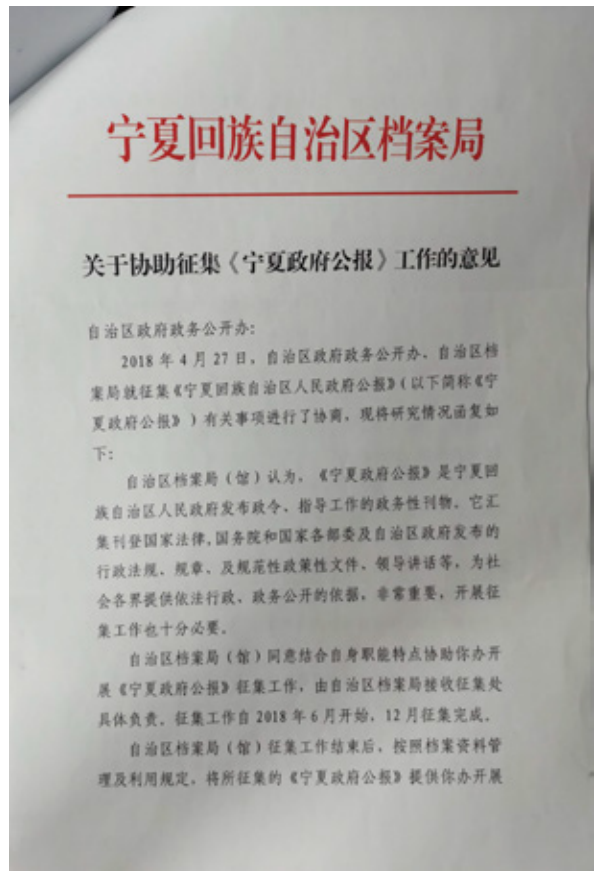 宁夏回族自治区档案局
关于协助征集《宁夏政府公报》工作的意见
自治区政府政务公开办:
2018年4月27日，自治区政府政务公开办、自治区档
案局就征集《宁夏回族自治区人民政府公报》(以下简称《宁
夏政府公报》)有关事项进行了协商，现将研究情况函复如
下:
自治区档案局(馆)认为，《宁夏政府公报》是宁夏回
族自治区人民政府发布政令、指导工作的政务性刊物，它汇
集刊登国家法律,国务院和国家各部委及自治区政府发布的
行政法规、规章、及规范性政策性文件、领导讲话等，为社
会各界提供依法行政、政务公开的依据，非常重要，开展征
集工作也十分必要。
自治区档案局(馆)同意结合自身职能特点协助你办开
展《宁夏政府公报》征集工作，由自治区档案局接收征集处
具体负责。征集工作自2018年6月开始，12月征集完成。
自治区档案局(馆)征集工作结束后，按照档案资料管
理及利用规定，将所征集的《宁夏政府公报》提供你办开展